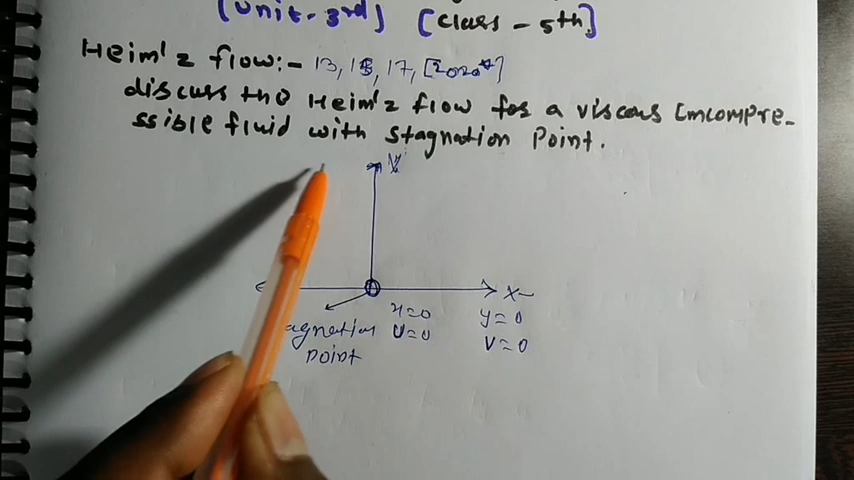 (Unit-3rd) [Class-5th]
Heim'z flow:- 13, 15, 17, [2020*]
discuss the Heim'z flow for a viscous Incompre-
ssible fluid with stagnation Point.
Y
X
x=0 y=0
agnation U=0 V=0
point